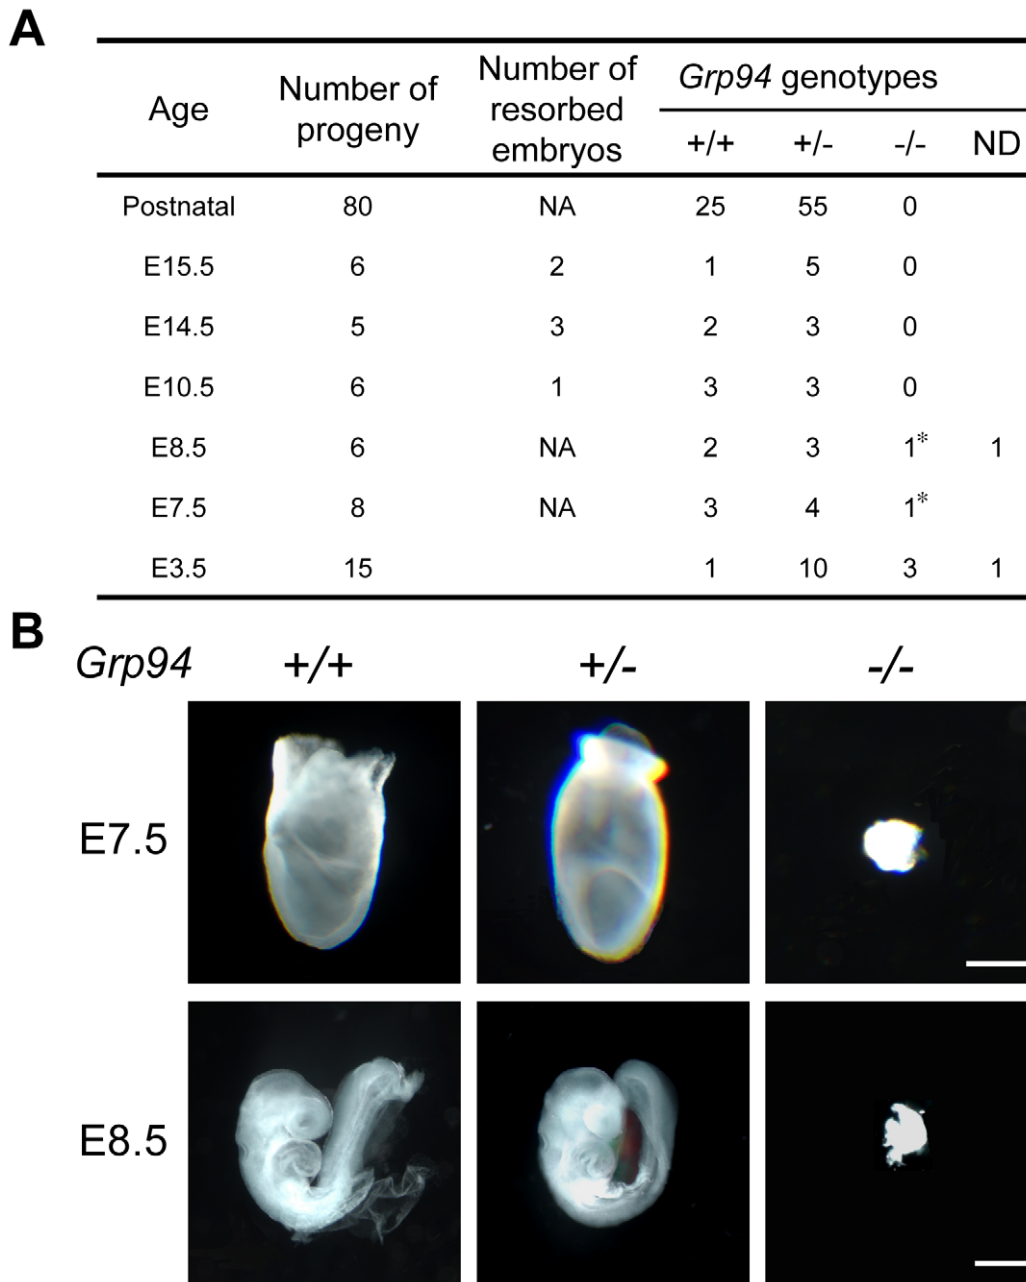 A
Age
Number of
progeny
Number of
resorbed
embryos
Grp94 genotypes
+/+ +/- -/- ND
Postnatal 80 NA 25 55 0
E15.5 6 2 1 5 0
E14.5 5 3 2 3 0
E10.5 6 1 3 3 0
E8.5 6 NA 2 3 1* 1
E7.5 8 NA 3 4 1*
E3.5 15 1 10 3 1
B
Grp94 +/+ +/- -/-
E7.5
E8.5